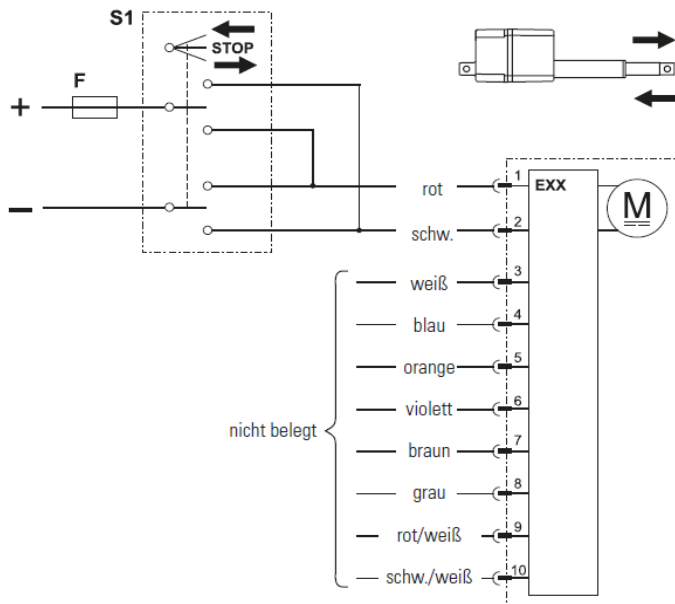 S1
STOP
F
+
−
rot 1 EXX
M
schw. 2
weiß 3
blau 4
orange 5
violett 6
nicht belegt
braun 7
grau 8
rot/weiß 9
schw./weiß 10